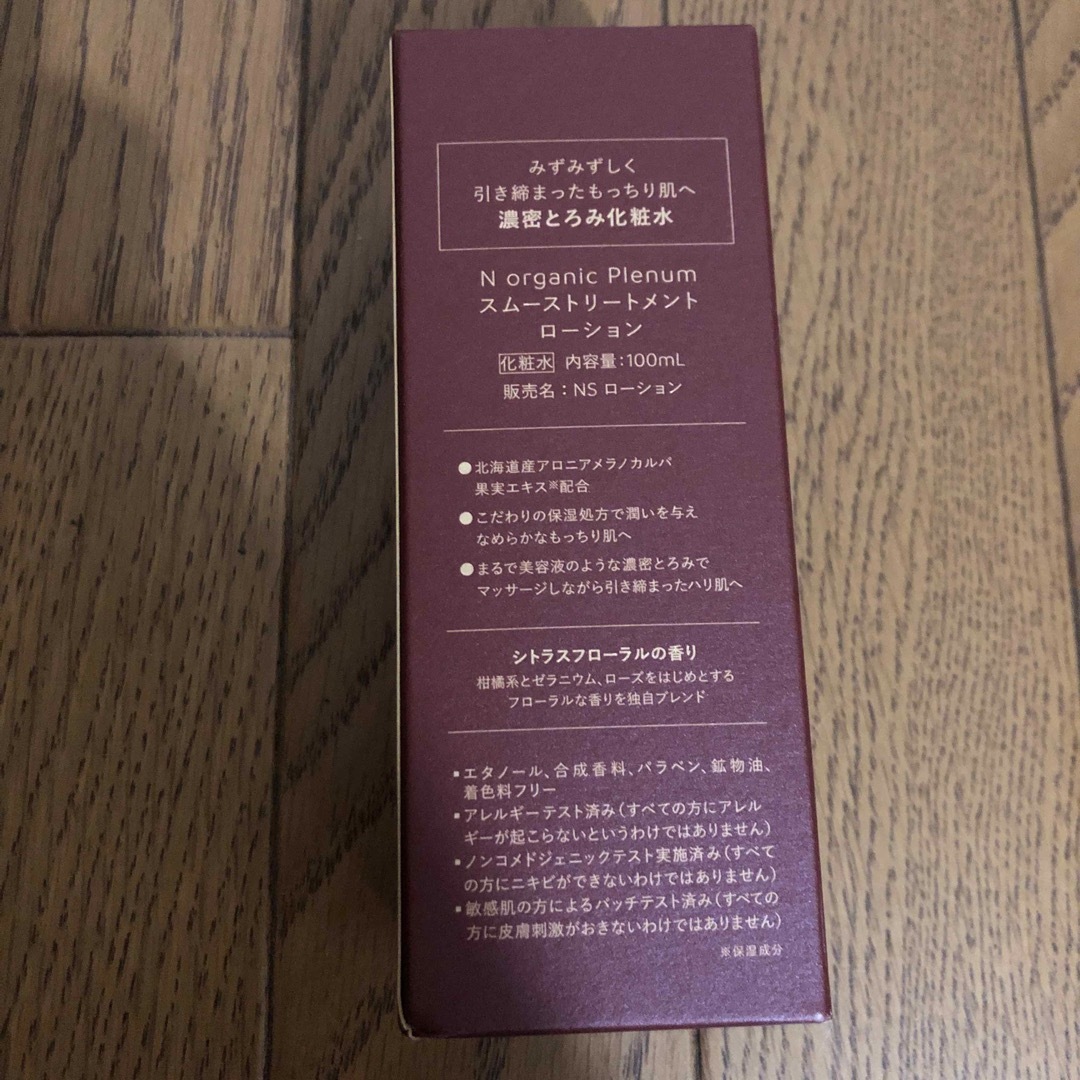 みずみずしく
引き締まったもっちり肌へ
濃密とろみ化粧水
N organic Plenum
スムーストリートメント
ローション
化粧水 内容量：100mL
販売名：NS ローション
●北海道産アロニアメラノカルパ
果実エキス※配合
●こだわりの保湿処方で潤いを与え
なめらかなもっちり肌へ
●まるで美容液のような濃密とろみで
マッサージしながら引き締まったハリ肌へ
シトラスフローラルの香り
柑橘系とゼラニウム、ローズをはじめとする
フローラルな香りを独自ブレンド
▪エタノール、合成香料、パラベン、鉱物油、
着色料フリー
▪アレルギーテスト済み（すべての方にアレル
ギーが起こらないというわけではありません）
▪ノンコメドジェニックテスト実施済み（すべて
の方にニキビができないわけではありません）
▪敏感肌の方によるパッチテスト済み（すべての
方に皮膚刺激がおきないわけではありません）
※保湿成分